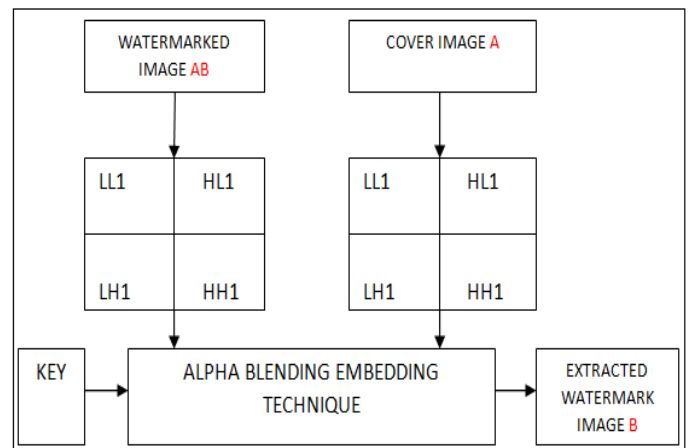 WATERMARKED
IMAGE AB
COVER IMAGE A
LL1 HL1
LH1 HH1
LL1 HL1
LH1 HH1
KEY
ALPHA BLENDING EMBEDDING
TECHNIQUE
EXTRACTED
WATERMARK
IMAGE B